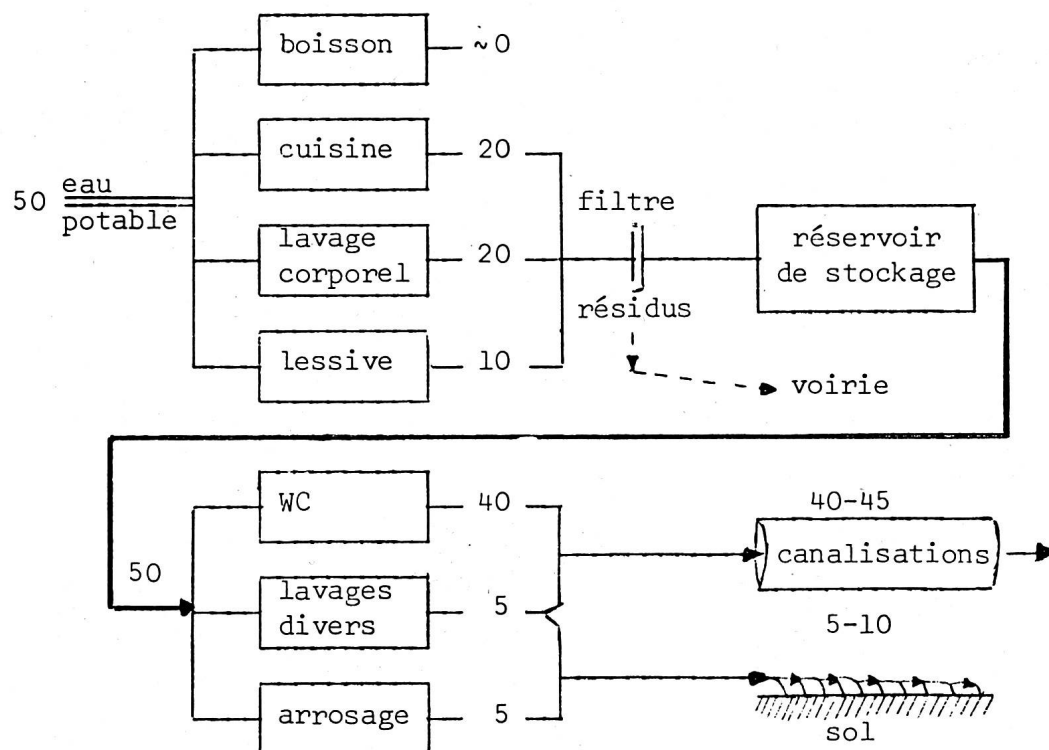 boisson
~0
cuisine
20
50
eau
potable
lavage
corporel
20
lessive
10
filtre
résidus
voirie
réservoir
de stockage
50
WC
40
lavages
divers
5
arrosage
5
40-45
canalisations
5-10
sol